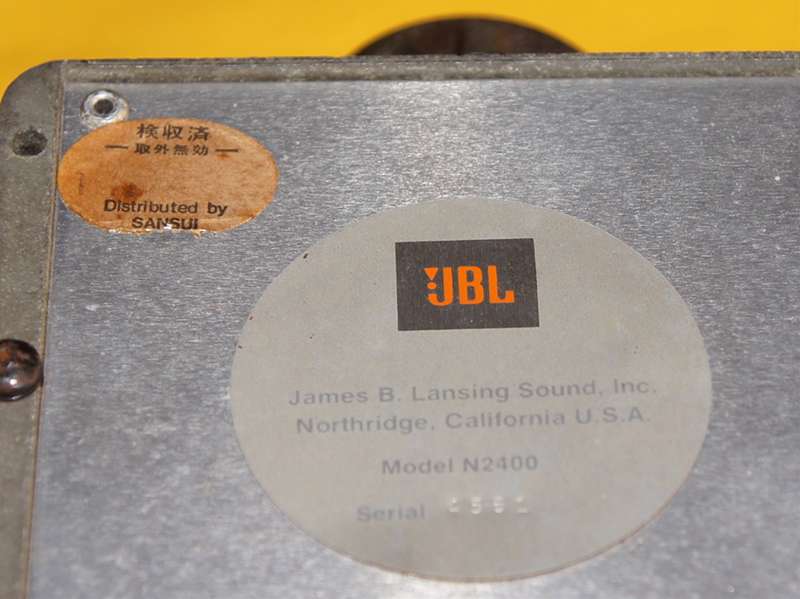 検収済
取外無効
Distributed by
SANSUI
JBL
James B. Lansing Sound, Inc.
Northridge, California U.S.A.
Model N2400
Serial